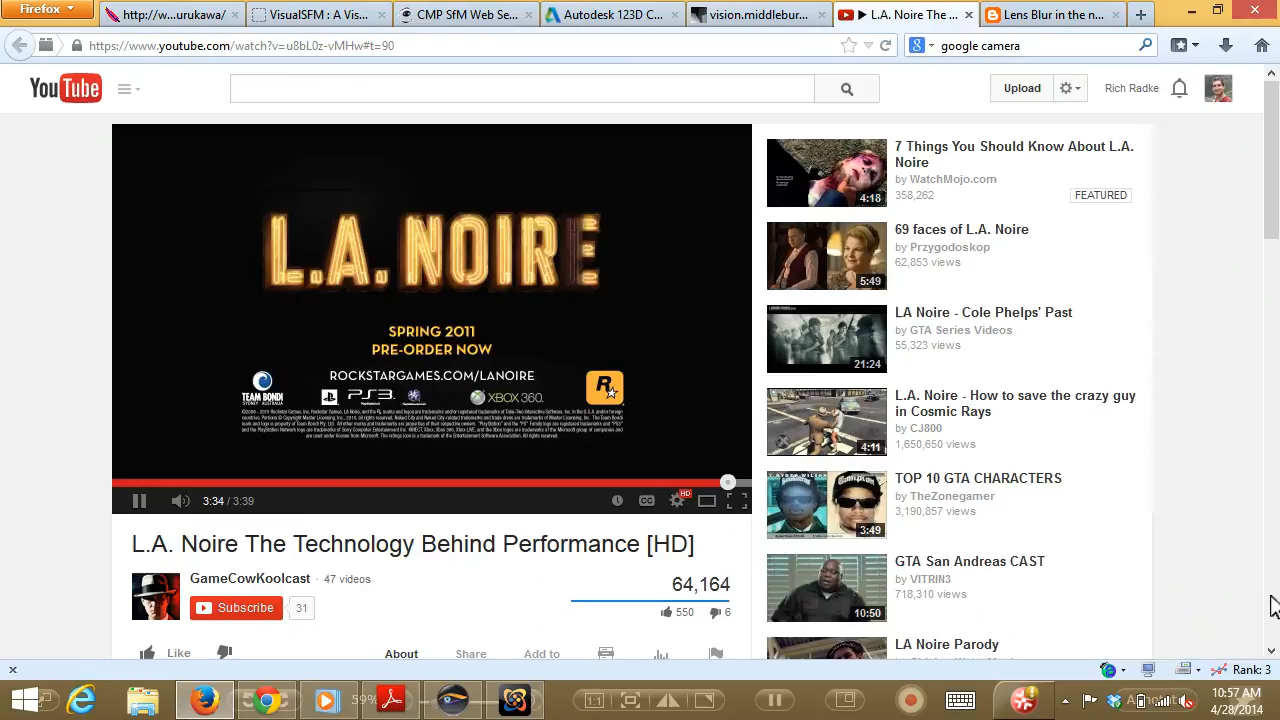 Firefox
http://w...urukawa/
VisualSFM : A Vis...
CMP SfM Web Se...
Autodesk 123D C...
vision.middlebur...
▶ L.A. Noire The ...
Lens Blur in the n...
https://www.youtube.com/watch?v=u8bL0z-vMHw#t=90
google camera
YouTube
Upload
Rich Radke
L.A. NOIRE
SPRING 2011
PRE-ORDER NOW
ROCKSTARGAMES.COM/LANOIRE
TEAM BONDI
SYDNEY, AUSTRALIA
PS3
XBOX 360
3:34 / 3:39
CC
HD
L.A. Noire The Technology Behind Performance [HD]
GameCowKoolcast · 47 videos
Subscribe
31
64,164
550
6
Like
About
Share
Add to
7 Things You Should Know About L.A.
Noire
by WatchMojo.com
358,262
FEATURED
4:18
69 faces of L.A. Noire
by Przygodoskop
62,853 views
5:49
LA Noire - Cole Phelps' Past
by GTA Series Videos
55,323 views
21:24
L.A. Noire - How to save the crazy guy
in Cosmic Rays
by CJ800
1,650,650 views
4:11
TOP 10 GTA CHARACTERS
by TheZonegamer
3,190,857 views
3:49
GTA San Andreas CAST
by VITRIN3
718,310 views
10:50
LA Noire Parody
Rank: 3
59%
1:1
10:57 AM
4/28/2014